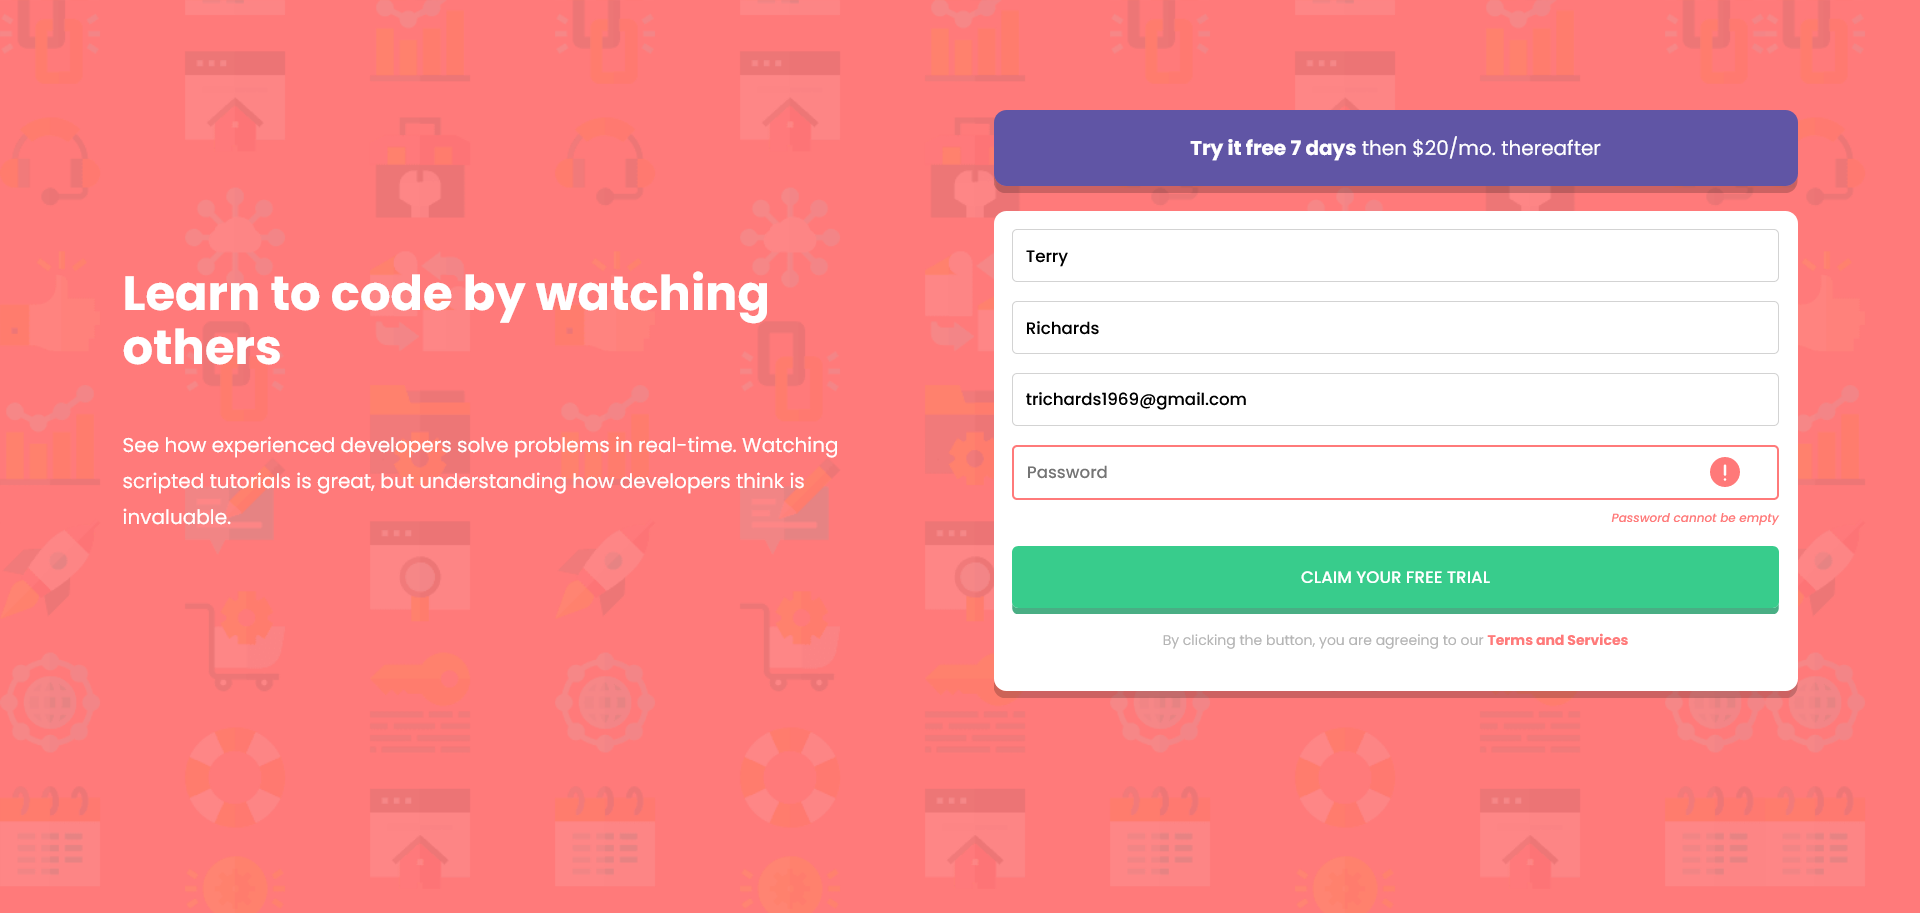 Learn to code by watching
others
See how experienced developers solve problems in real-time. Watching
scripted tutorials is great, but understanding how developers think is
invaluable.
Try it free 7 days then $20/mo. thereafter
Terry
Richards
trichards1969@gmail.com
Password
Password cannot be empty
CLAIM YOUR FREE TRIAL
By clicking the button, you are agreeing to our Terms and Services